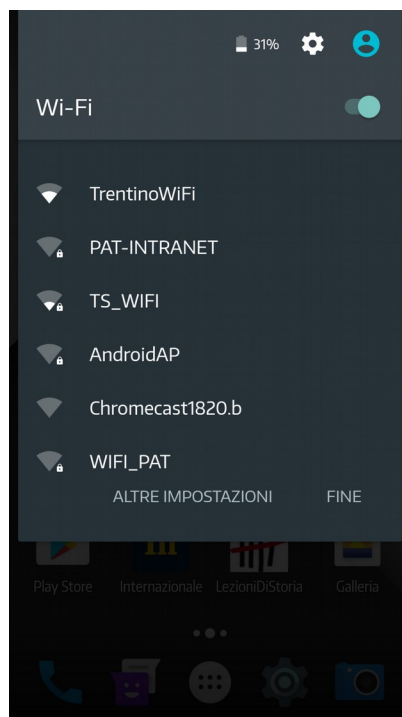 31%
Wi-Fi
TrentinoWiFi
PAT-INTRANET
TS_WIFI
AndroidAP
Chromecast1820.b
WIFI_PAT
ALTRE IMPOSTAZIONI FINE
Play Store Internazionale LezioniDiStoria Galleria